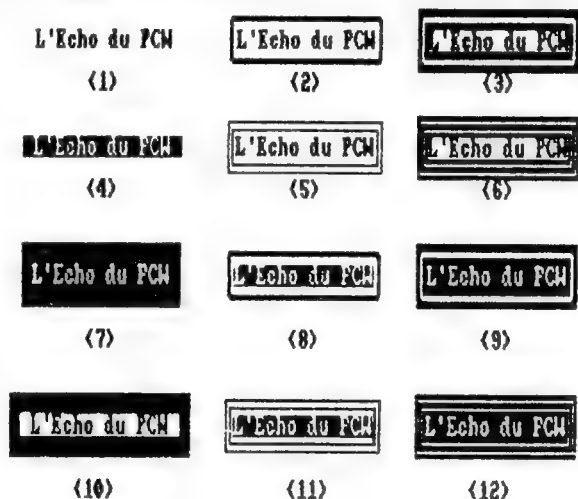 L'Echo du PCW L'Echo du PCW L'Echo du PCW
(1) (2) (3)
L'Echo du PCW L'Echo du PCW L'Echo du PCW
(4) (5) (6)
L'Echo du PCW L'Echo du PCW L'Echo du PCW
(7) (8) (9)
L'Echo du PCW L'Echo du PCW L'Echo du PCW
(10) (11) (12)